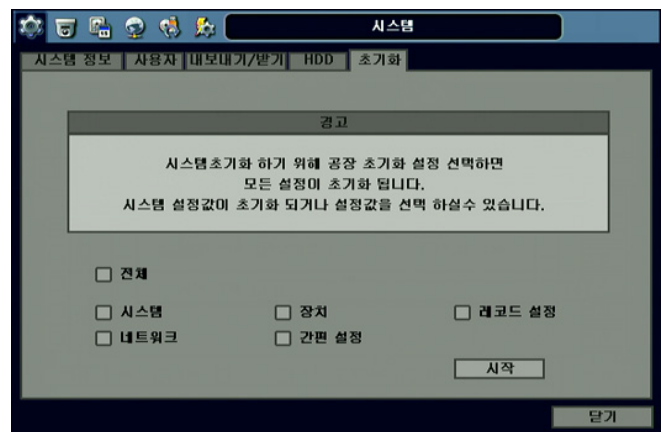 시스템
시스템 정보 사용자 내보내기/받기 HDD 초기화
경고
시스템초기화 하기 위해 공장 초기화 설정 선택하면
모든 설정이 초기화 됩니다.
시스템 설정값이 초기화 되거나 설정값을 선택 하실수 있습니다.
전체
시스템 장치 레코드 설정
네트워크 간편 설정
시작
닫기